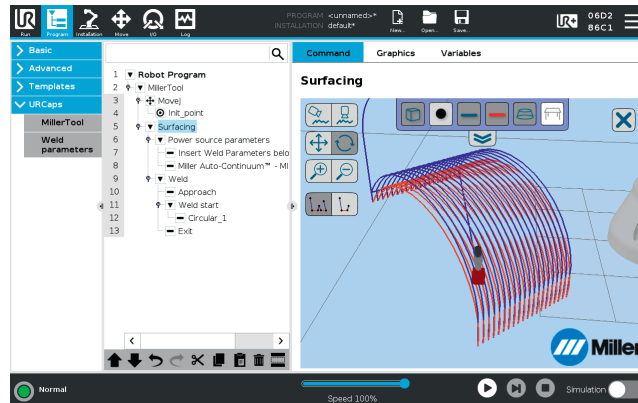 PROGRAM <unnamed>*
INSTALLATION default*
Run
Program
Installation
Move
I/O
Log
New...
Open...
Save...
UR+
06D2
86C1
Basic
Advanced
Templates
URCaps
MillerTool
Weld
parameters
1 Robot Program
2 MillerTool
3 MoveJ
4 Init_point
5 Surfacing
6 Power source parameters
7 Insert Weld Parameters belo
8 Miller Auto-Continuum™ - MI
9 Weld
10 Approach
11 Weld start
12 Circular_1
13 Exit
Command Graphics Variables
Surfacing
Miller
Normal
Speed 100%
Simulation